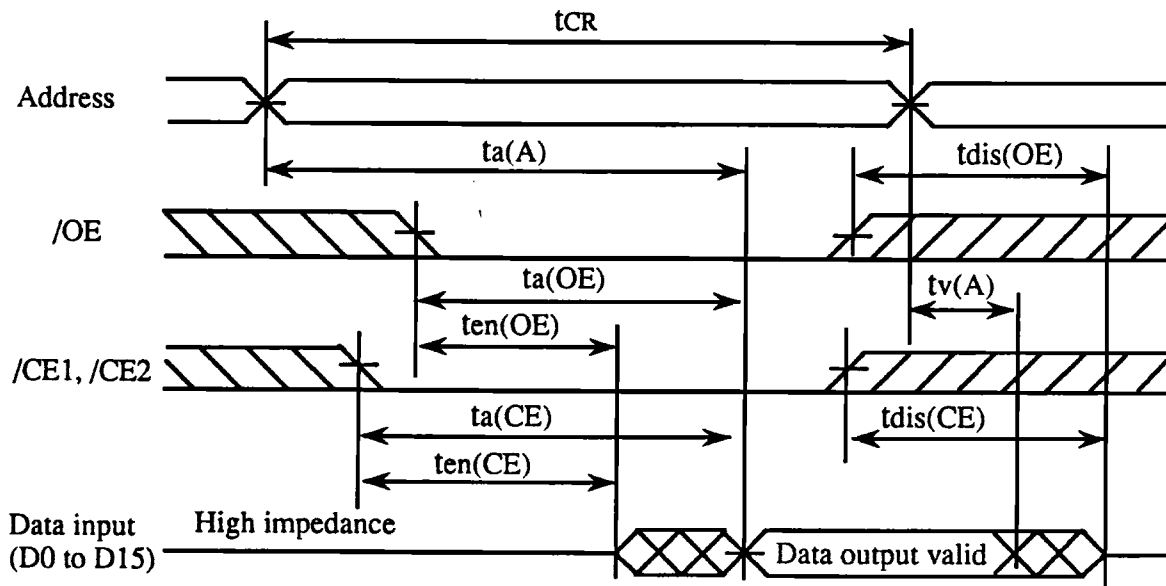 tCR
Address
ta(A)
tdis(OE)
/OE
ta(OE)
tv(A)
ten(OE)
/CE1, /CE2
ta(CE)
tdis(CE)
ten(CE)
Data input
(D0 to D15)
High impedance
Data output valid